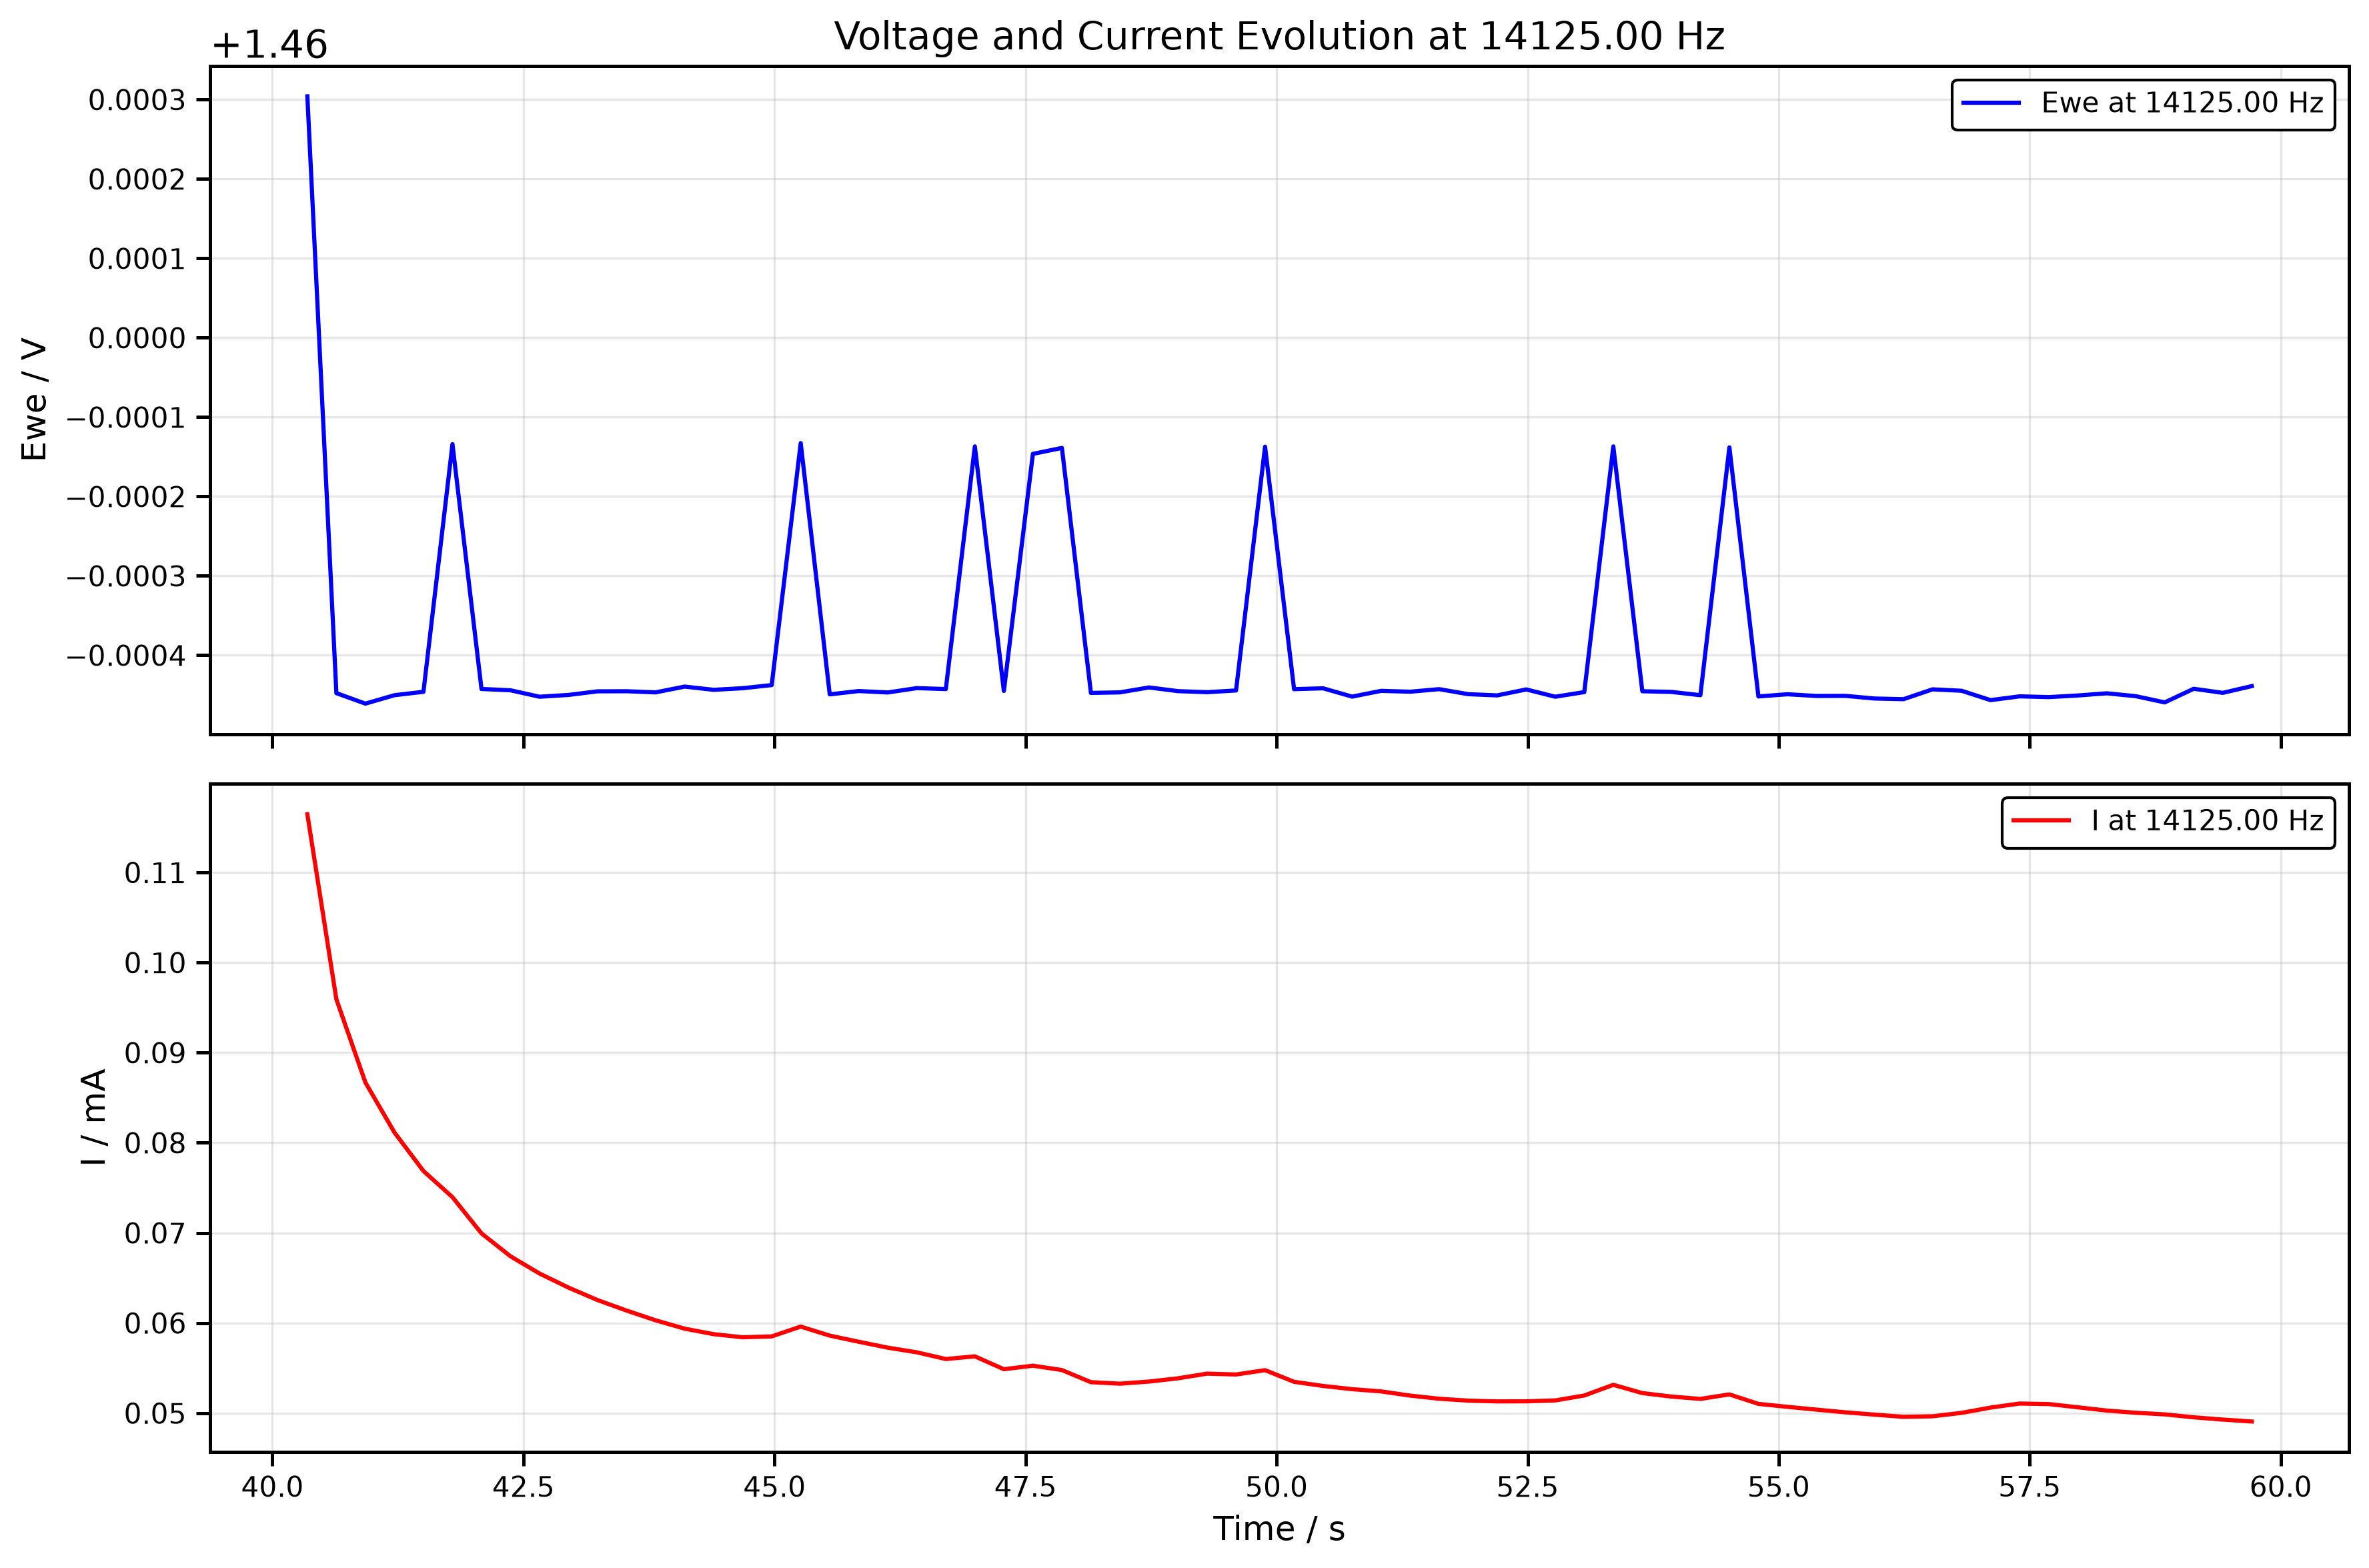 Voltage and Current Evolution at 14125.00 Hz
+1.46
Ewe at 14125.00 Hz
0.0003
0.0002
0.0001
0.0000
−0.0001
−0.0002
−0.0003
−0.0004
Ewe / V
I at 14125.00 Hz
0.11
0.10
0.09
0.08
0.07
0.06
0.05
I / mA
40.0 42.5 45.0 47.5 50.0 52.5 55.0 57.5 60.0
Time / s